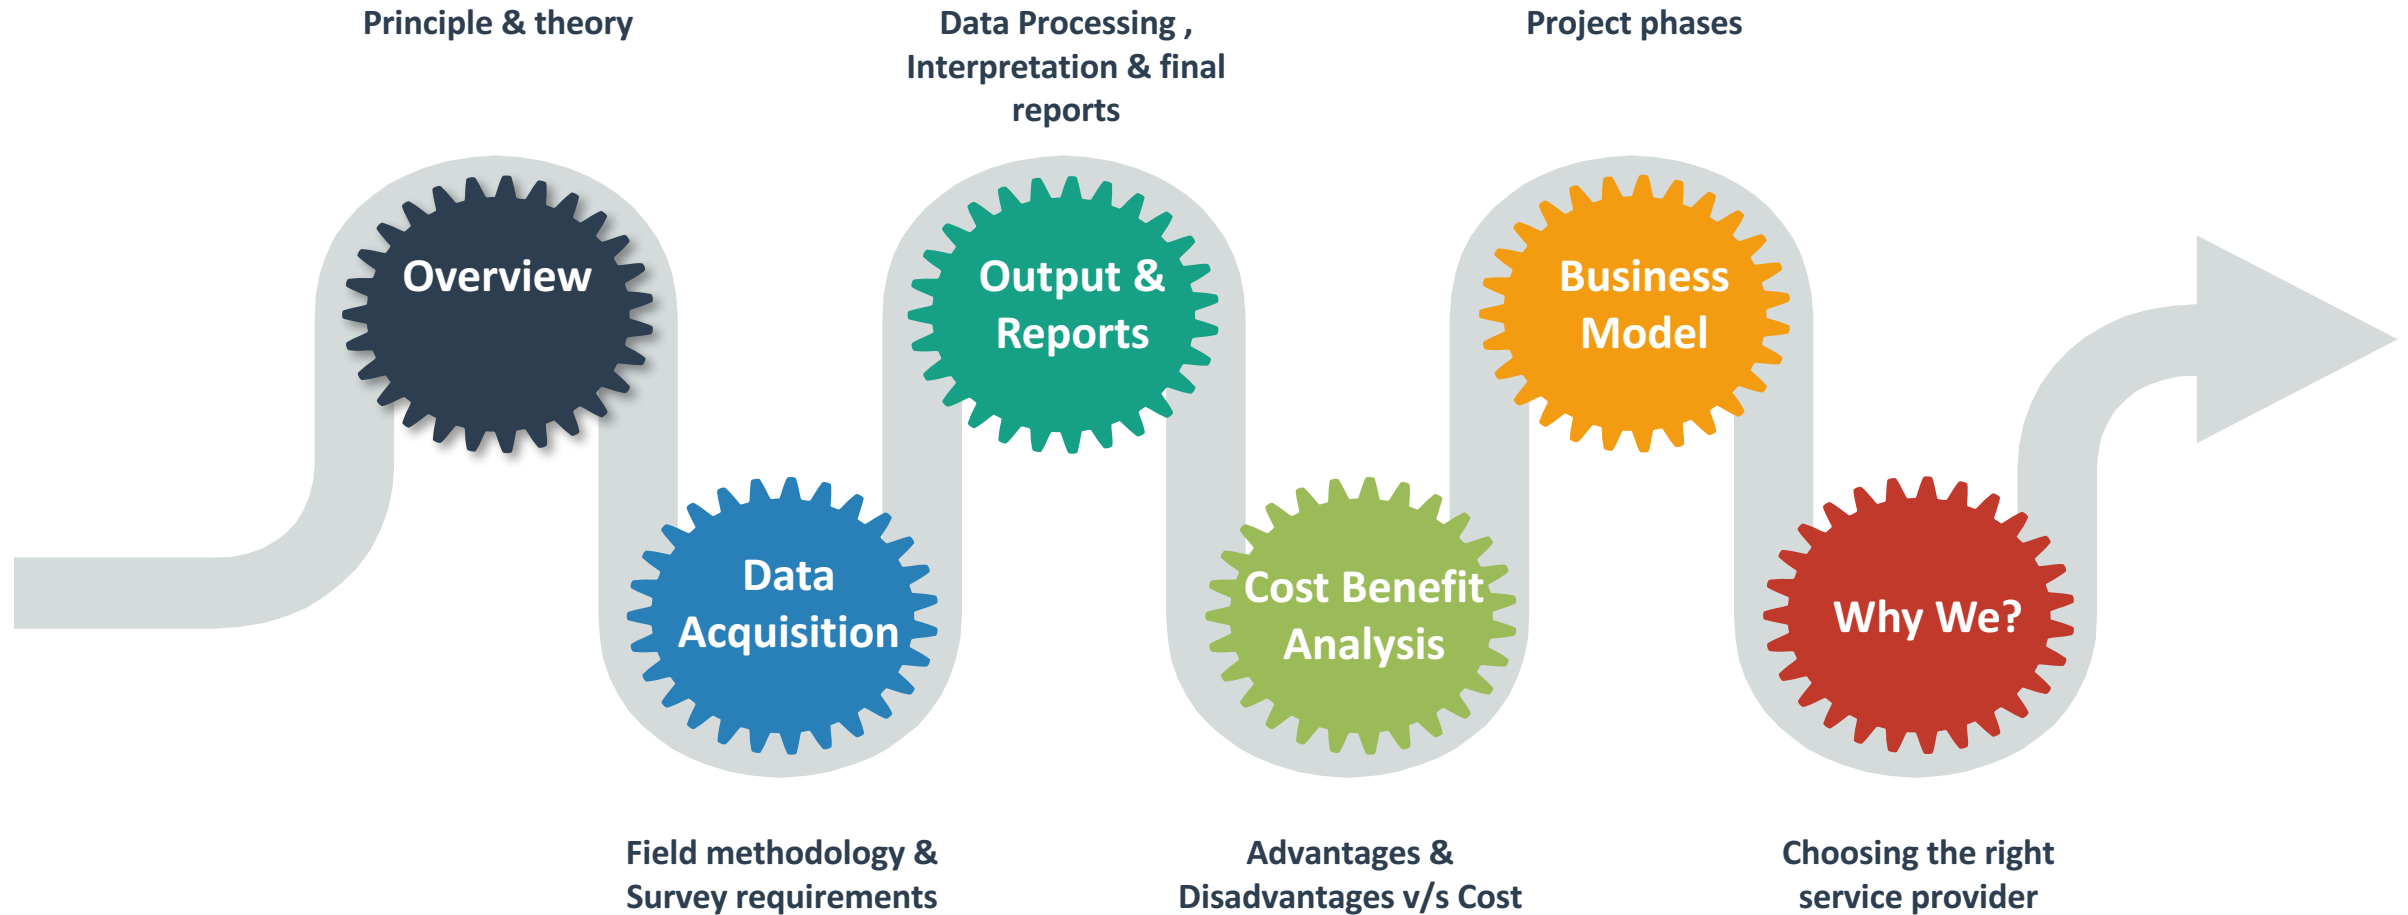 Principle & theory
Data Processing ,
Interpretation & final
reports
Project phases
Overview
Output &
Reports
Business
Model
Data
Acquisition
Cost Benefit
Analysis
Why We?
Field methodology &
Survey requirements
Advantages &
Disadvantages v/s Cost
Choosing the right
service provider